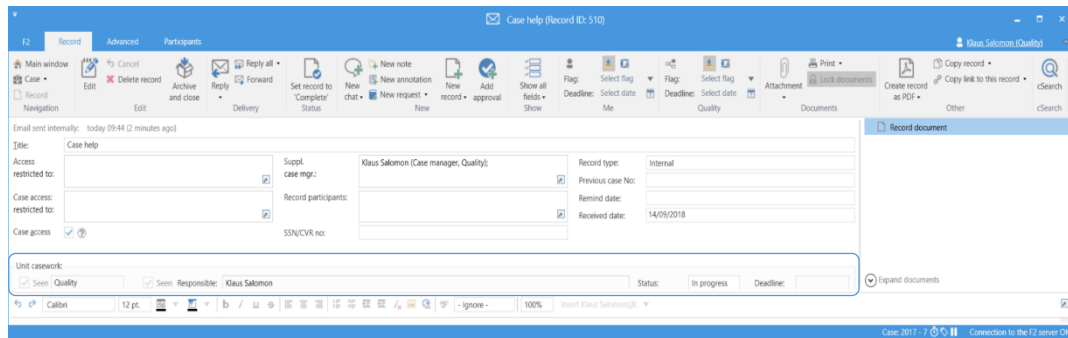 Case help (Record ID: 510)
F2 Record Advanced Participants Klaus Salomon (Quality)
Main window Cancel Reply all New note Print Copy record
Case Delete record Forward New annotation Flag: Select flag Flag: Select flag Lock documents Copy link to this record
Record Edit Archive and close Reply Set record to 'Complete' New chat New request New record Add approval Show all fields Deadline: Select date Deadline: Select date Attachment Create record as PDF cSearch
Navigation Edit Delivery Status New Show Me Quality Documents Other cSearch
Email sent internally: today 09:44 (2 minutes ago) Record document
Title: Case help
Access restricted to: Suppl. case mgr.: Klaus Salomon (Case manager, Quality); Record type: Internal
Previous case No:
Case access: restricted to: Record participants: Remind date:
Received date: 14/09/2018
Case access SSN/CVR no:
Unit casework:
Seen Quality Seen Responsible: Klaus Salomon Status: In progress Deadline: Expand documents
Calibri 12 pt. b I U S - Ignore - 100% Insert Klaus Salomon
Case: 2017 - 7 Connection to the F2 server OK